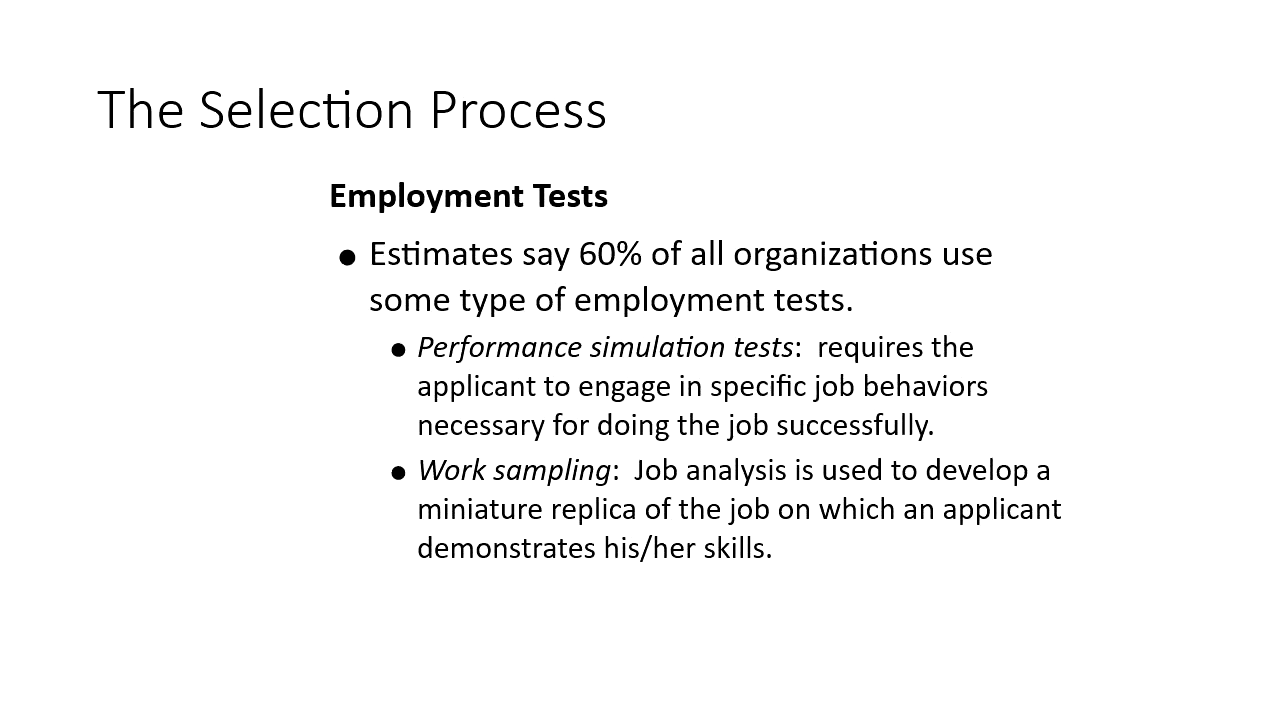 The Selection Process
Employment Tests
● Estimates say 60% of all organizations use
some type of employment tests.
● Performance simulation tests:  requires the
applicant to engage in specific job behaviors
necessary for doing the job successfully.
● Work sampling:  Job analysis is used to develop a
miniature replica of the job on which an applicant
demonstrates his/her skills.